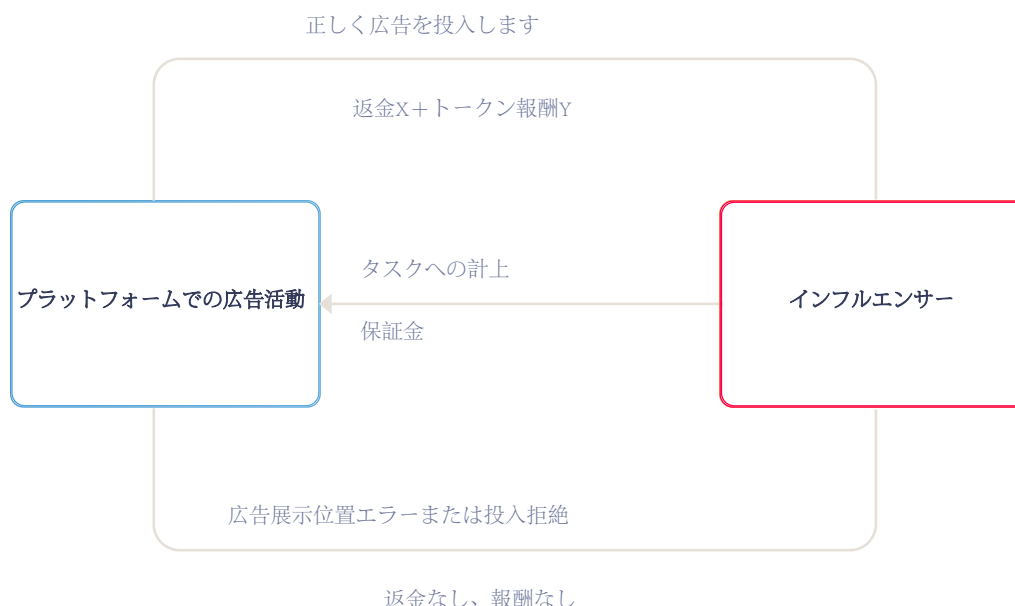 正しく広告を投入します
返金X＋トークン報酬Y
タスクへの計上
プラットフォームでの広告活動
インフルエンサー
保証金
広告展示位置エラーまたは投入拒絶
返金なし、報酬なし